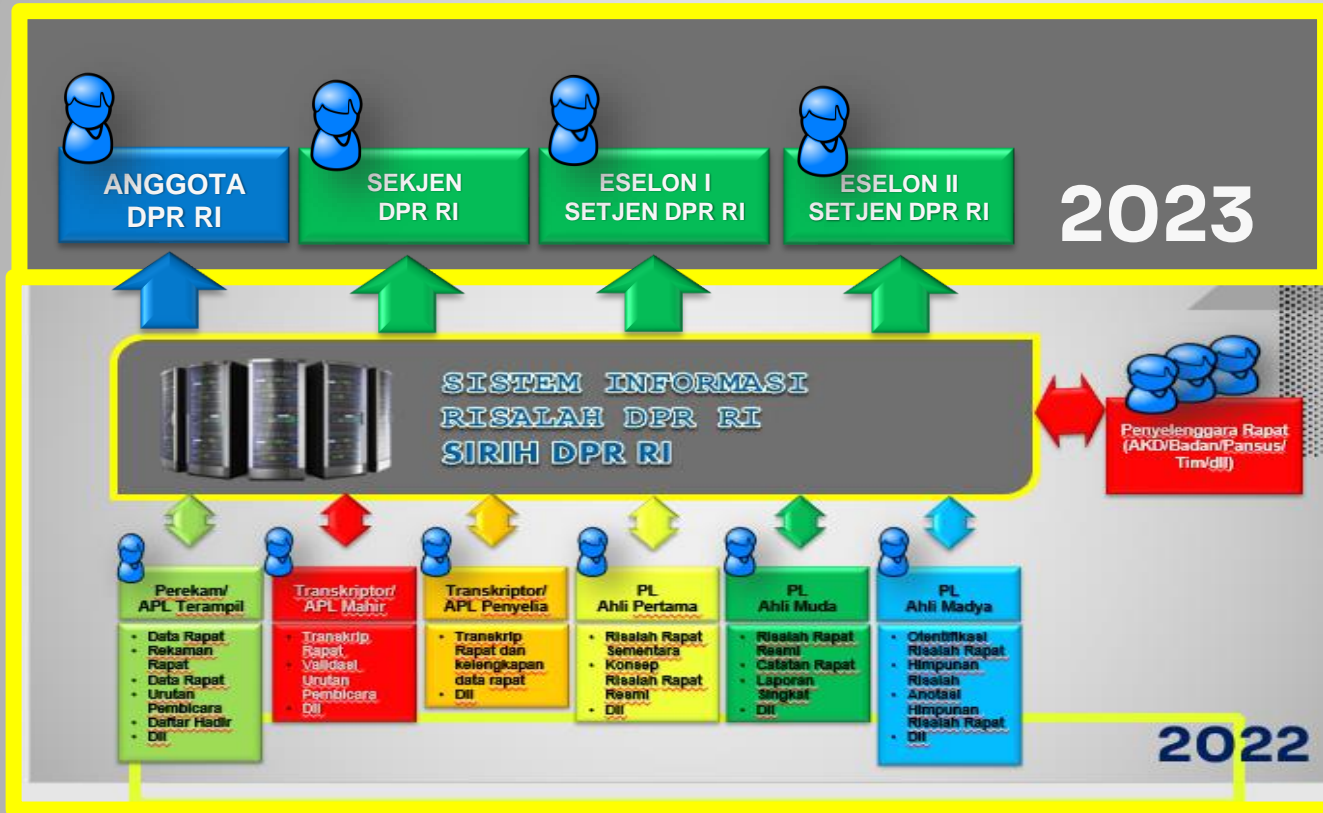 ANGGOTA
DPR RI
SEKJEN
DPR RI
ESELON I
SETJEN DPR RI
ESELON II
SETJEN DPR RI
2023
SISTEM INFORMASI
RISALAH DPR RI
SIRIH DPR RI
Penyelenggara Rapat
(AKD/Badan/Pansus/
Tim/dll)
Perekam/
APL Terampil
• Data Rapat
• Rekaman
Rapat
• Data Rapat
• Urutan
Pembicara
• Daftar Hadir
• Dll
Transkriptor/
APL Mahir
• Transkrip
Rapat
• Validasi
Urutan
Pembicara
• Dll
Transkriptor/
APL Penyelia
• Transkrip
Rapat dan
kelengkapan
data rapat
• Dll
PL
Ahli Pertama
• Risalah Rapat
Sementara
• Konsep
Risalah Rapat
Resmi
• Dll
PL
Ahli Muda
• Risalah Rapat
Resmi
• Catatan Rapat
• Laporan
Singkat
• Dll
PL
Ahli Madya
• Otentifikasi
Risalah Rapat
• Himpunan
Risalah
• Anotasi
Himpunan
Risalah Rapat
• Dll
2022